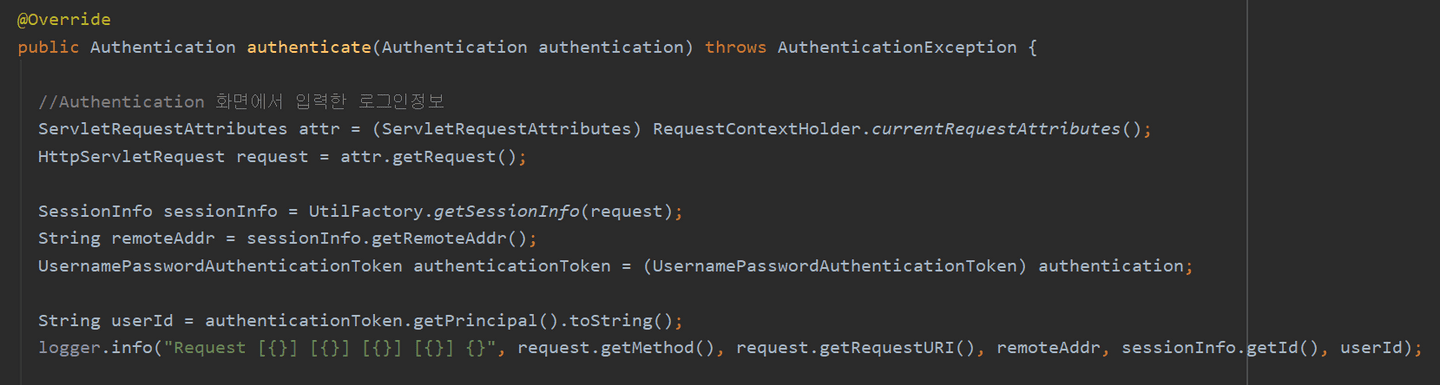 @Override
public Authentication authenticate(Authentication authentication) throws AuthenticationException {
//Authentication 화면에서 입력한 로그인정보
ServletRequestAttributes attr = (ServletRequestAttributes) RequestContextHolder.currentRequestAttributes();
HttpServletRequest request = attr.getRequest();
SessionInfo sessionInfo = UtilFactory.getSessionInfo(request);
String remoteAddr = sessionInfo.getRemoteAddr();
UsernamePasswordAuthenticationToken authenticationToken = (UsernamePasswordAuthenticationToken) authentication;
String userId = authenticationToken.getPrincipal().toString();
logger.info("Request [{}] [{}] [{}] [{}] {}", request.getMethod(), request.getRequestURI(), remoteAddr, sessionInfo.getId(), userId);